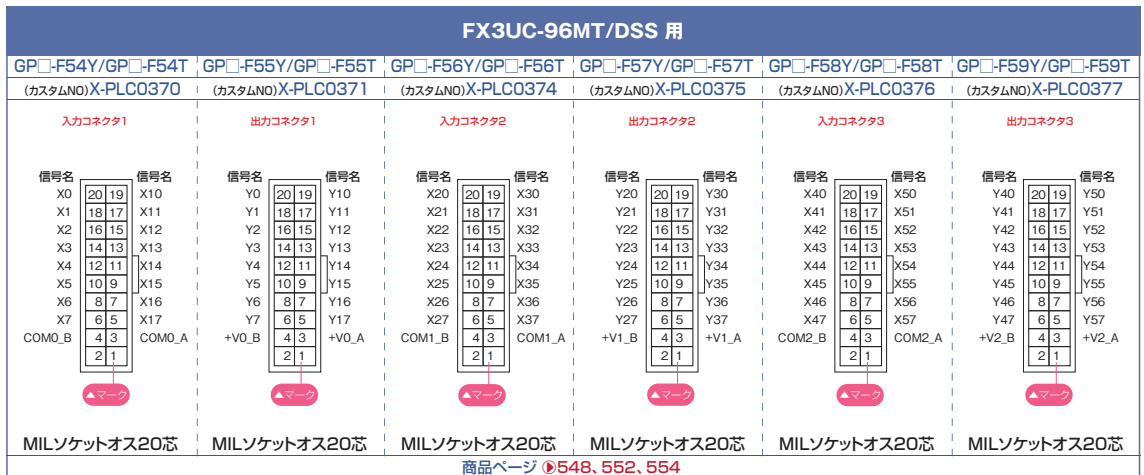 FX3UC-96MT/DSS 用
GP□-F54Y/GP□-F54T GP□-F55Y/GP□-F55T GP□-F56Y/GP□-F56T GP□-F57Y/GP□-F57T GP□-F58Y/GP□-F58T GP□-F59Y/GP□-F59T
(カスタムNO)X-PLC0370 (カスタムNO)X-PLC0371 (カスタムNO)X-PLC0374 (カスタムNO)X-PLC0375 (カスタムNO)X-PLC0376 (カスタムNO)X-PLC0377
入力コネクタ1 出力コネクタ1 入力コネクタ2 出力コネクタ2 入力コネクタ3 出力コネクタ3
信号名 信号名 信号名 信号名 信号名 信号名 信号名 信号名 信号名 信号名 信号名 信号名
X0 20 19 X10 Y0 20 19 Y10 X20 20 19 X30 Y20 20 19 Y30 X40 20 19 X50 Y40 20 19 Y50
X1 18 17 X11 Y1 18 17 Y11 X21 18 17 X31 Y21 18 17 Y31 X41 18 17 X51 Y41 18 17 Y51
X2 16 15 X12 Y2 16 15 Y12 X22 16 15 X32 Y22 16 15 Y32 X42 16 15 X52 Y42 16 15 Y52
X3 14 13 X13 Y3 14 13 Y13 X23 14 13 X33 Y23 14 13 Y33 X43 14 13 X53 Y43 14 13 Y53
X4 12 11 X14 Y4 12 11 Y14 X24 12 11 X34 Y24 12 11 Y34 X44 12 11 X54 Y44 12 11 Y54
X5 10 9 X15 Y5 10 9 Y15 X25 10 9 X35 Y25 10 9 Y35 X45 10 9 X55 Y45 10 9 Y55
X6 8 7 X16 Y6 8 7 Y16 X26 8 7 X36 Y26 8 7 Y36 X46 8 7 X56 Y46 8 7 Y56
X7 6 5 X17 Y7 6 5 Y17 X27 6 5 X37 Y27 6 5 Y37 X47 6 5 X57 Y47 6 5 Y57
COM0_B 4 3 COM0_A +V0_B 4 3 +V0_A COM1_B 4 3 COM1_A +V1_B 4 3 +V1_A COM2_B 4 3 COM2_A +V2_B 4 3 +V2_A
2 1 2 1 2 1 2 1 2 1 2 1
▲マーク ▲マーク ▲マーク ▲マーク ▲マーク ▲マーク
MILソケットオス20芯 MILソケットオス20芯 MILソケットオス20芯 MILソケットオス20芯 MILソケットオス20芯 MILソケットオス20芯
商品ページ 548、552、554